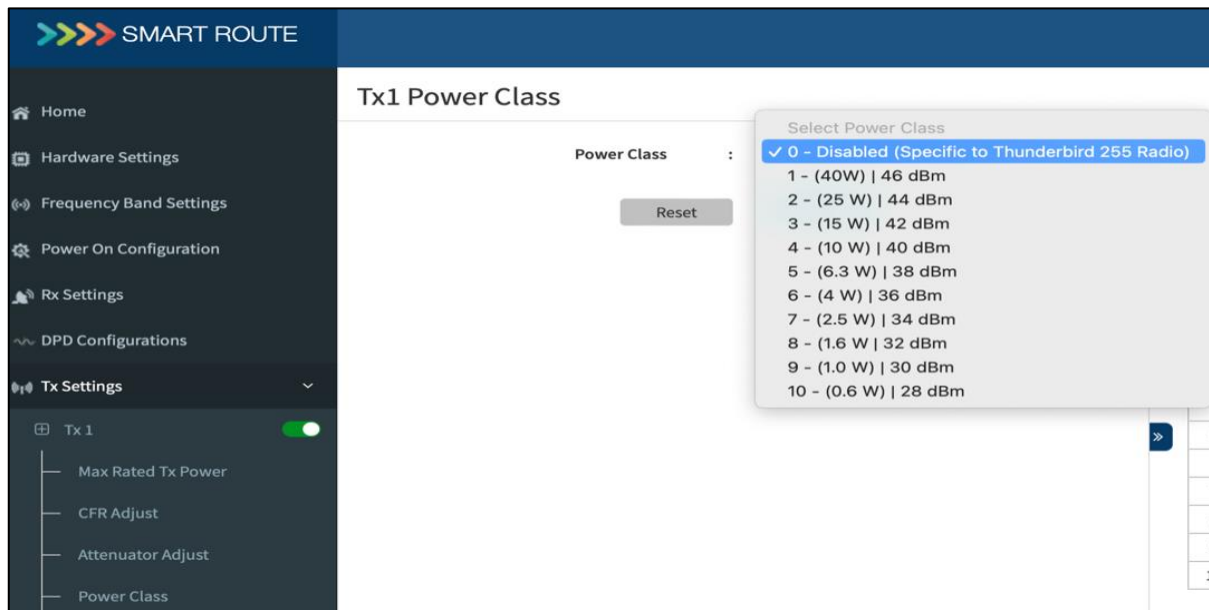 SMART ROUTE
Home
Hardware Settings
Frequency Band Settings
Power On Configuration
Rx Settings
DPD Configurations
Tx Settings
Tx 1
Max Rated Tx Power
CFR Adjust
Attenuator Adjust
Power Class
Tx1 Power Class
Power Class :
Reset
Select Power Class
✓ 0 - Disabled (Specific to Thunderbird 255 Radio)
1 - (40W) | 46 dBm
2 - (25 W) | 44 dBm
3 - (15 W) | 42 dBm
4 - (10 W) | 40 dBm
5 - (6.3 W) | 38 dBm
6 - (4 W) | 36 dBm
7 - (2.5 W) | 34 dBm
8 - (1.6 W | 32 dBm
9 - (1.0 W) | 30 dBm
10 - (0.6 W) | 28 dBm